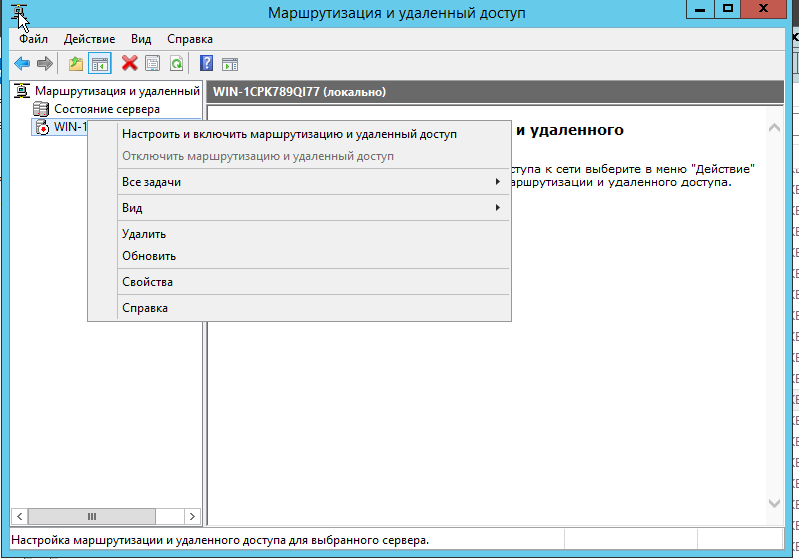 Маршрутизация и удаленный доступ
Файл Действие Вид Справка
Маршрутизация и удаленный
Состояние сервера
WIN-1
WIN-1CPK789QI77 (локально)
и удаленного
ступа к сети выберите в меню "Действие"
аршрутизации и удаленного доступа.
Настроить и включить маршрутизацию и удаленный доступ
Отключить маршрутизацию и удаленный доступ
Все задачи
Вид
Удалить
Обновить
Свойства
Справка
Настройка маршрутизации и удаленного доступа для выбранного сервера.